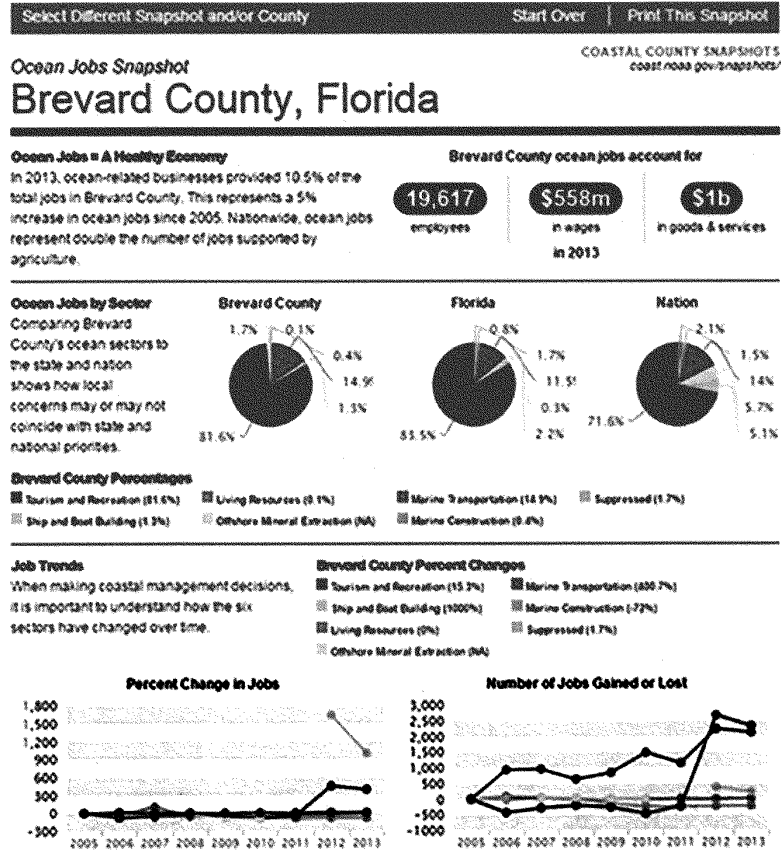 Select Different Snapshot and/or County Start Over | Print This Snapshot
COASTAL COUNTY SNAPSHOTS
coast.noaa.gov/snapshots/
Ocean Jobs Snapshot
Brevard County, Florida
Ocean Jobs = A Healthy Economy
In 2013, ocean-related businesses provided 10.5% of the
total jobs in Brevard County. This represents a 5%
increase in ocean jobs since 2005. Nationwide, ocean jobs
represent double the number of jobs supported by
agriculture.
Brevard County ocean jobs account for
19,617 $558m $1b
employees in wages in goods & services
in 2013
Ocean Jobs by Sector
Comparing Brevard
County's ocean sectors to
the state and nation
shows how local
concerns may or may not
coincide with state and
national priorities.
Brevard County
1.7% 0.1%
0.4%
14.9%
1.3%
81.6%
Florida
0.8%
1.7%
11.5%
0.3%
2.2%
83.5%
Nation
2.1%
1.5%
14%
5.7%
5.1%
71.6%
Brevard County Percentages
Tourism and Recreation (81.6%) Living Resources (0.1%) Marine Transportation (14.9%) Suppressed (1.7%)
Ship and Boat Building (1.3%) Offshore Mineral Extraction (NA) Marine Construction (0.4%)
Job Trends
When making coastal management decisions,
it is important to understand how the six
sectors have changed over time.
Brevard County Percent Changes
Tourism and Recreation (15.3%) Marine Transportation (400.7%)
Ship and Boat Building (1000%) Marine Construction (-72%)
Living Resources (0%) Suppressed (1.7%)
Offshore Mineral Extraction (NA)
Percent Change in Jobs
1,800
1,500
1,200
900
600
300
0
-300
2005 2006 2007 2008 2009 2010 2011 2012 2013
Number of Jobs Gained or Lost
3,000
2,500
2,000
1,500
1,000
500
0
-500
-1000
2005 2006 2007 2008 2009 2010 2011 2012 2013